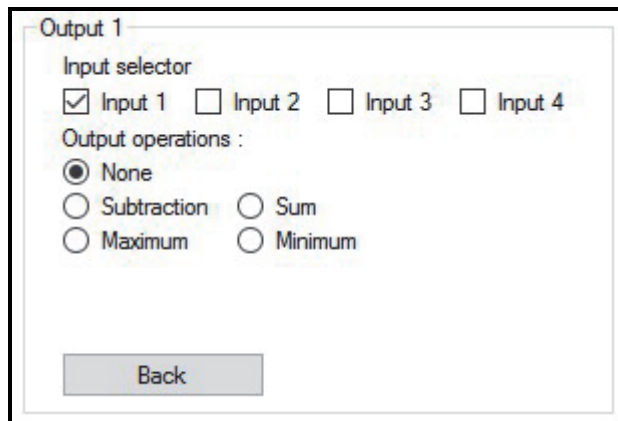 Output 1
Input selector
Input 1 Input 2 Input 3 Input 4
Output operations :
None
Subtraction Sum
Maximum Minimum
Back